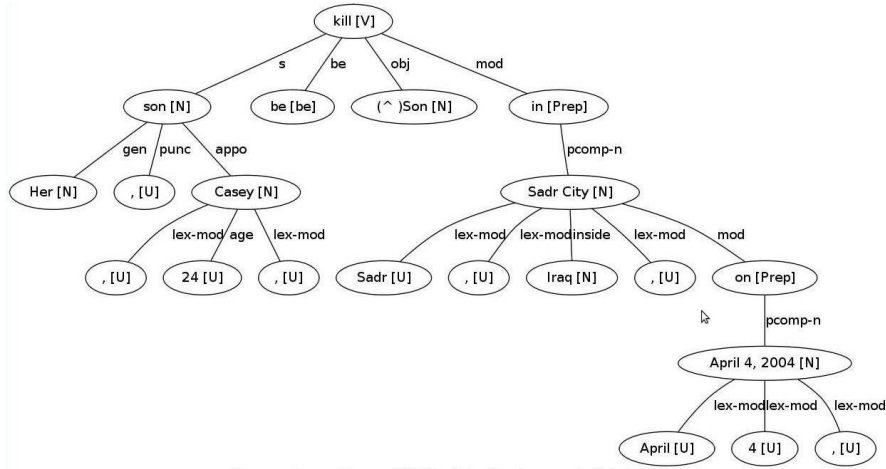 kill [V]
s be obj mod
son [N] be [be] (^ )Son [N] in [Prep]
gen punc appo pcomp-n
Her [N] , [U] Casey [N] Sadr City [N]
lex-mod age lex-mod lex-mod lex-mod inside lex-mod mod
, [U] 24 [U] , [U] Sadr [U] , [U] Iraq [N] , [U] on [Prep]
pcomp-n
April 4, 2004 [N]
lex-mod lex-mod lex-mod
April [U] 4 [U] , [U]